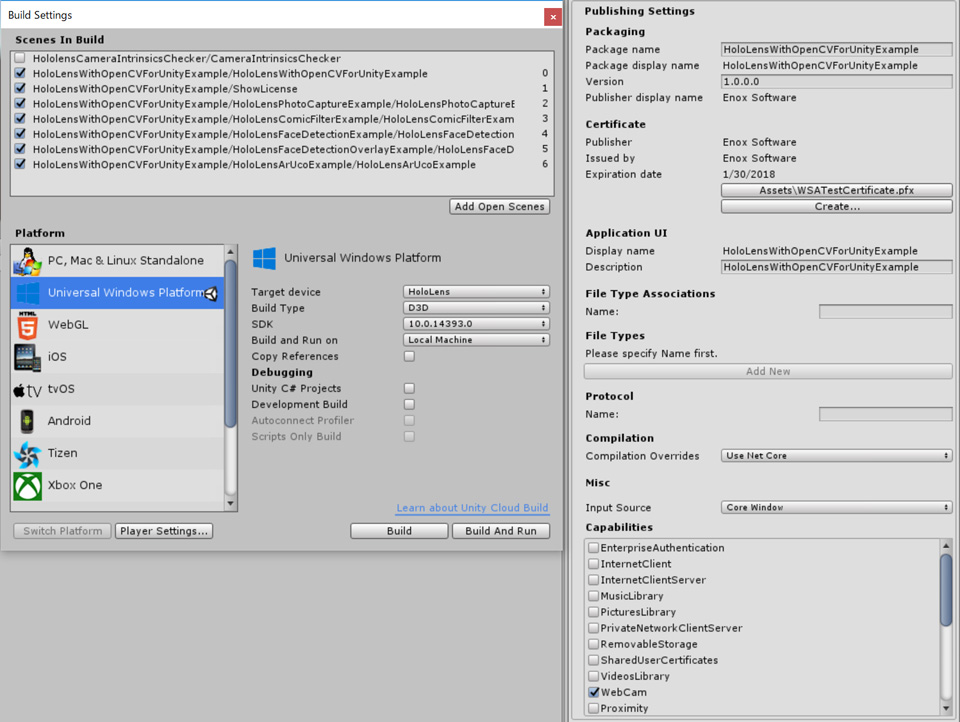 Build Settings
Scenes In Build
HololensCameraIntrinsicsChecker/CameraIntrinsicsChecker
HoloLensWithOpenCVForUnityExample/HoloLensWithOpenCVForUnityExample 0
HoloLensWithOpenCVForUnityExample/ShowLicense 1
HoloLensWithOpenCVForUnityExample/HoloLensPhotoCaptureExample/HoloLensPhotoCaptureE 2
HoloLensWithOpenCVForUnityExample/HoloLensComicFilterExample/HoloLensComicFilterExam 3
HoloLensWithOpenCVForUnityExample/HoloLensFaceDetectionExample/HoloLensFaceDetection 4
HoloLensWithOpenCVForUnityExample/HoloLensFaceDetectionOverlayExample/HoloLensFaceD 5
HoloLensWithOpenCVForUnityExample/HoloLensArUcoExample/HoloLensArUcoExample 6
Add Open Scenes
Platform
PC, Mac & Linux Standalone
Universal Windows Platform
HTML
5
WebGL
iOS
tv
tvOS
Android
Tizen
Xbox One
Switch Platform
Player Settings...
Universal Windows Platform
Target device HoloLens
Build Type D3D
SDK 10.0.14393.0
Build and Run on Local Machine
Copy References
Debugging
Unity C# Projects
Development Build
Autoconnect Profiler
Scripts Only Build
Learn about Unity Cloud Build
Build
Build And Run
Publishing Settings
Packaging
Package name HoloLensWithOpenCVForUnityExample
Package display name HoloLensWithOpenCVForUnityExample
Version 1.0.0.0
Publisher display name Enox Software
Certificate
Publisher Enox Software
Issued by Enox Software
Expiration date 1/30/2018
Assets\WSATestCertificate.pfx
Create...
Application UI
Display name HoloLensWithOpenCVForUnityExample
Description HoloLensWithOpenCVForUnityExample
File Type Associations
Name:
File Types
Please specify Name first.
Add New
Protocol
Name:
Compilation
Compilation Overrides Use Net Core
Misc
Input Source Core Window
Capabilities
EnterpriseAuthentication
InternetClient
InternetClientServer
MusicLibrary
PicturesLibrary
PrivateNetworkClientServer
RemovableStorage
SharedUserCertificates
VideosLibrary
WebCam
Proximity